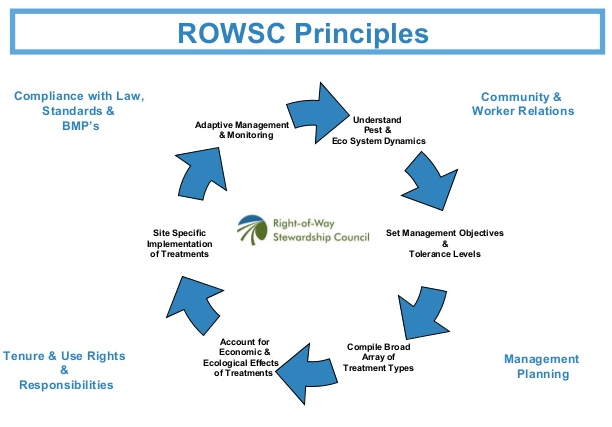 ROWSC Principles
Compliance with Law,
Standards &
BMP's
Community &
Worker Relations
Adaptive Management
& Monitoring
Understand
Pest &
Eco System Dynamics
Site Specific
Implementation
of Treatments
Right-of-Way
Stewardship Council
Set Management Objectives
&
Tolerance Levels
Account for
Economic &
Ecological Effects
of Treatments
Compile Broad
Array of
Treatment Types
Tenure & Use Rights
&
Responsibilities
Management
Planning